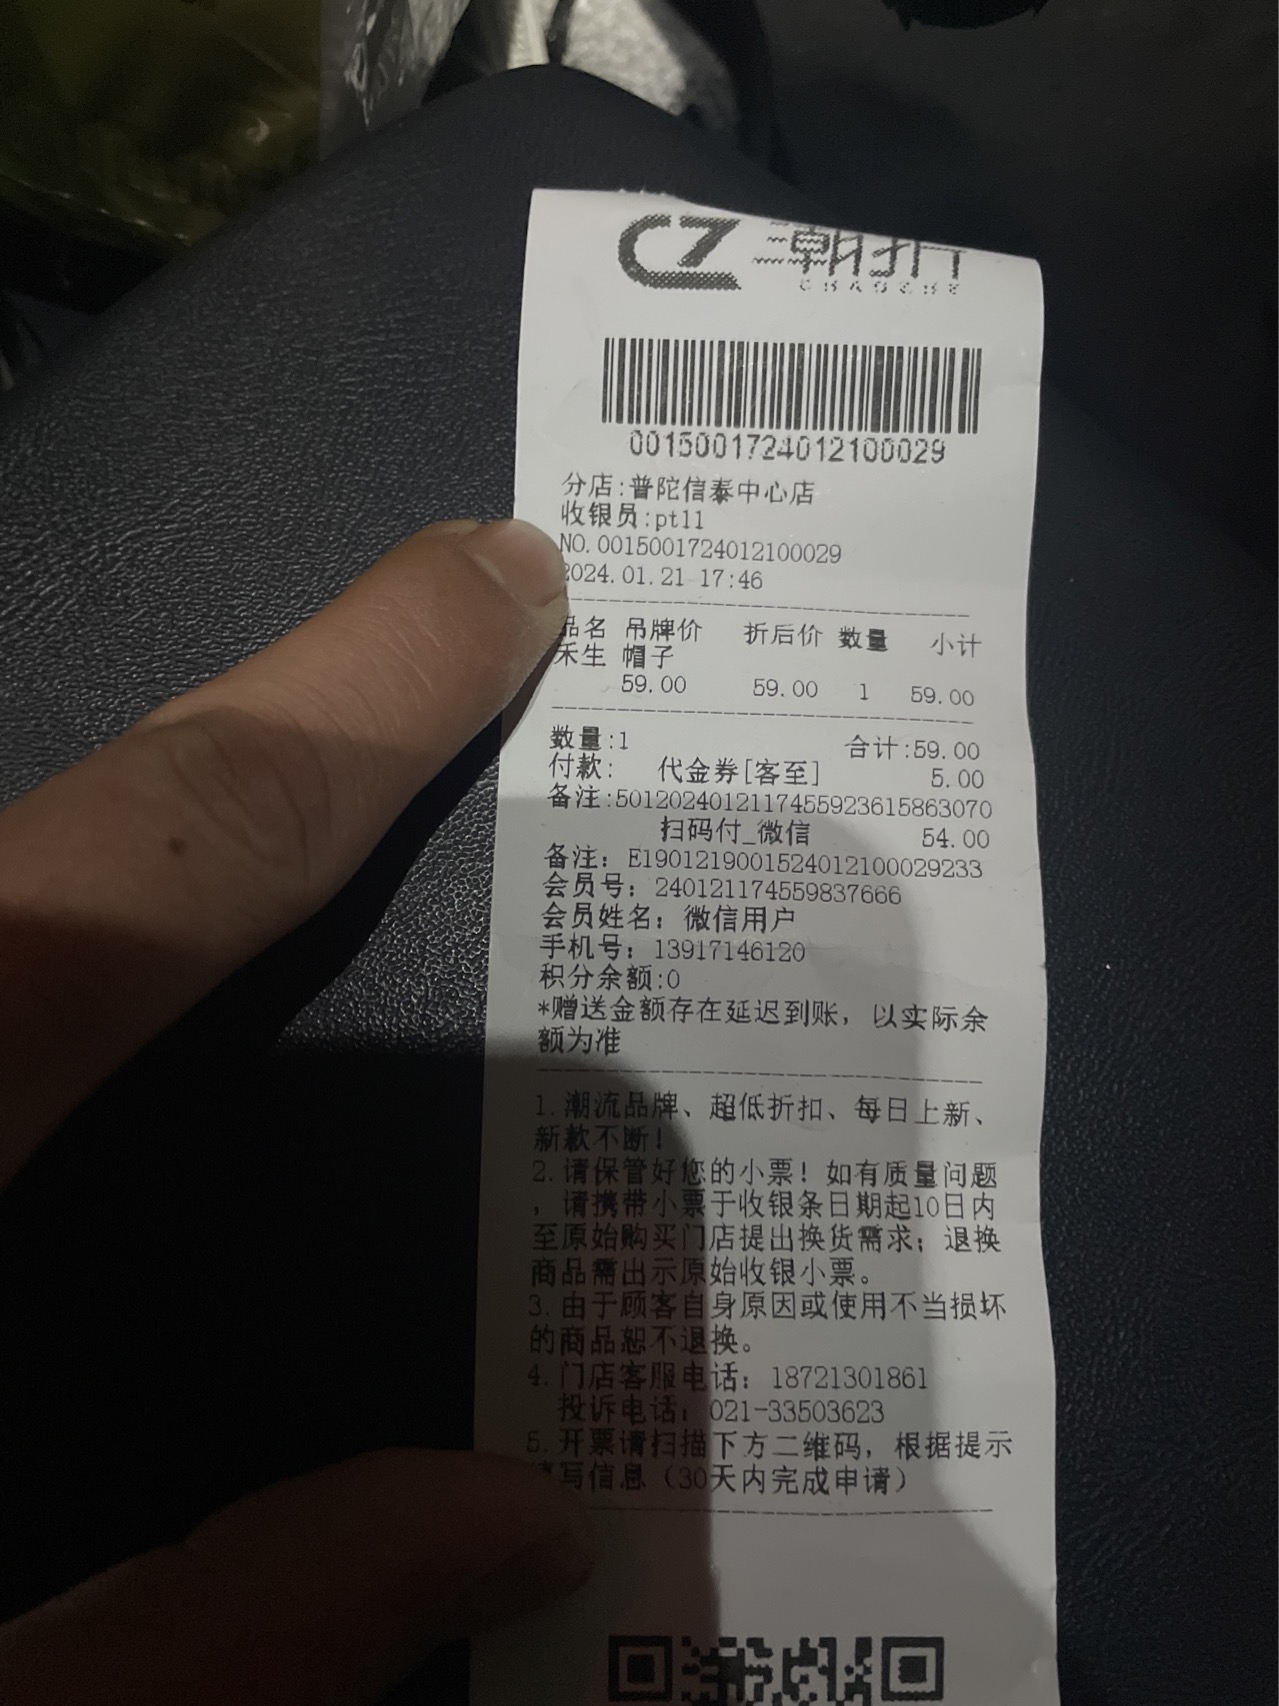 CZ 潮折
CHAOZHE
0015001724012100029
分店:普陀信泰中心店
收银员:pt11
NO.0015001724012100029
2024.01.21 17:46
品名 吊牌价 折后价 数量 小计
禾生 帽子
59.00 59.00 1 59.00
数量:1 合计:59.00
付款: 代金券[客至] 5.00
备注:5012024012117455923615863070
扫码付_微信 54.00
备注: E1901219001524012100029233
会员号: 240121174559837666
会员姓名: 微信用户
手机号: 13917146120
积分余额:0
*赠送金额存在延迟到账, 以实际余
额为准
1.潮流品牌、超低折扣、每日上新、
新款不断!
2.请保管好您的小票! 如有质量问题
, 请携带小票于收银条日期起10日内
至原始购买门店提出换货需求; 退换
商品需出示原始收银小票。
3.由于顾客自身原因或使用不当损坏
的商品恕不退换。
4.门店客服电话: 18721301861
投诉电话: 021-33503623
5.开票请扫描下方二维码, 根据提示
填写信息 (30天内完成申请)